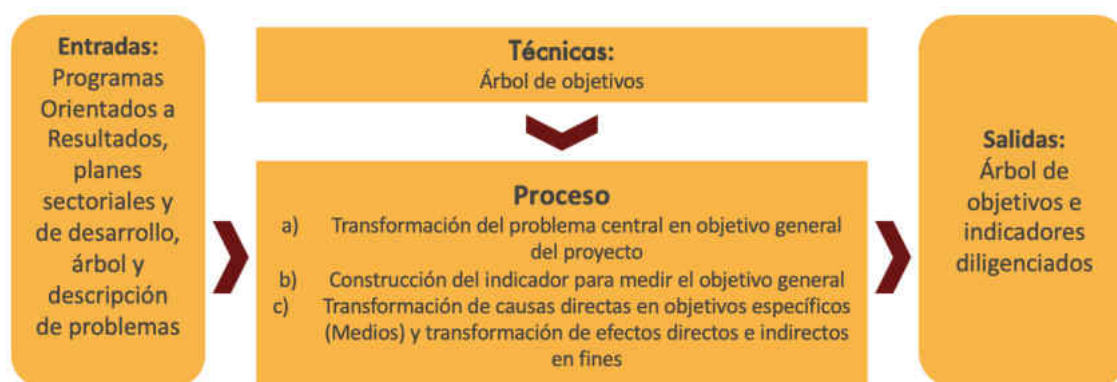 Entradas:
Programas
Orientados a
Resultados,
planes
sectoriales y
de desarrollo,
árbol y
descripción
de problemas
Técnicas:
Árbol de objetivos
Proceso
a) Transformación del problema central en objetivo general
del proyecto
b) Construcción del indicador para medir el objetivo general
c) Transformación de causas directas en objetivos específicos
(Medios) y transformación de efectos directos e indirectos
en fines
Salidas:
Árbol de
objetivos e
indicadores
diligenciados